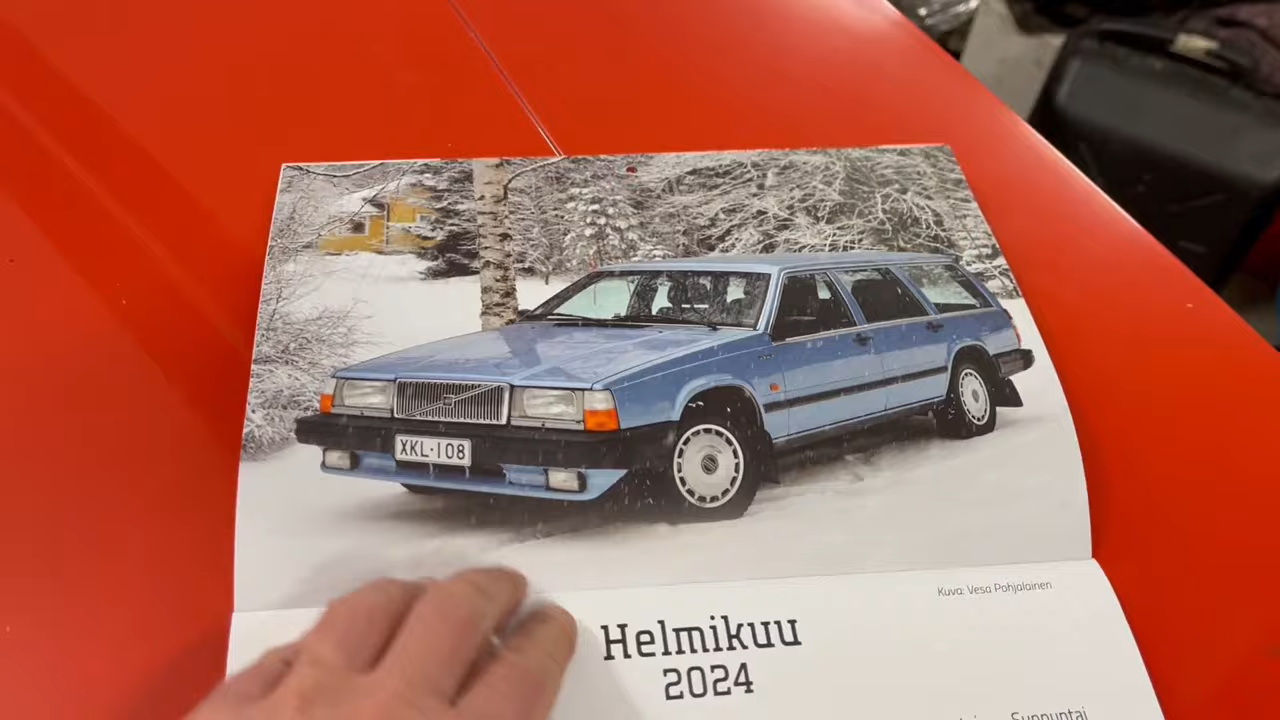 XKL-108
Kuva: Vesa Pohjalainen
Helmikuu
2024
Sunnuntai